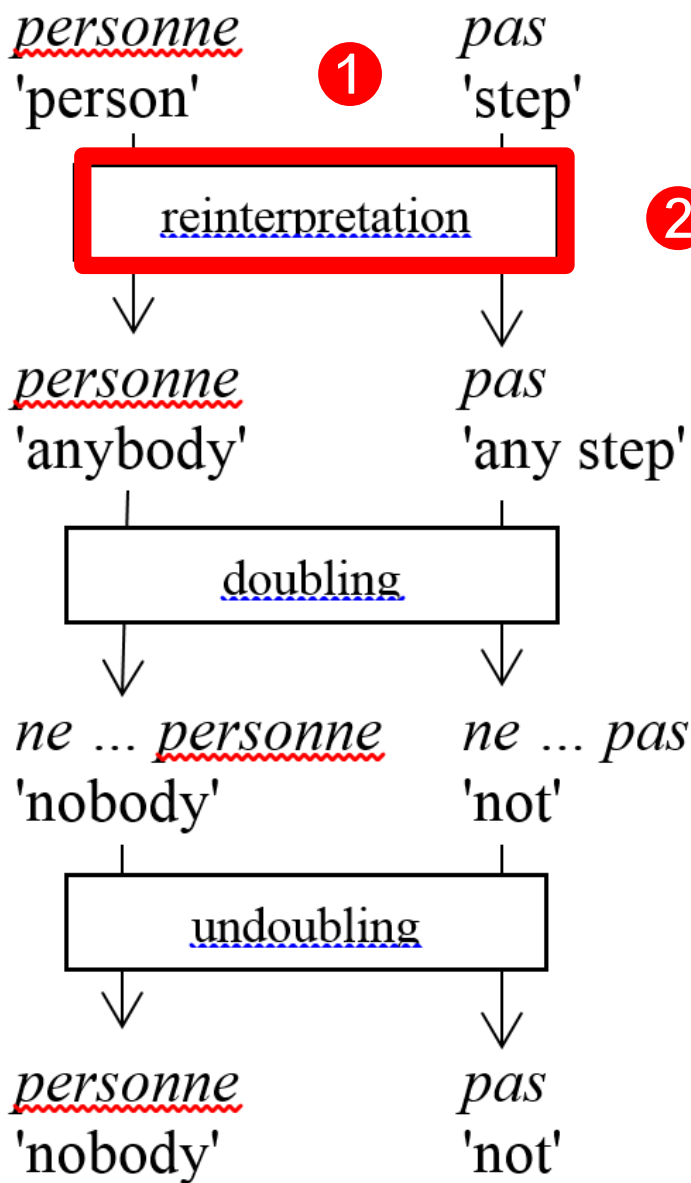 personne pas
1
'person' 'step'
reinterpretation
2
personne pas
'anybody' 'any step'
doubling
ne ... personne ne ... pas
'nobody' 'not'
undoubling
personne pas
'nobody' 'not'